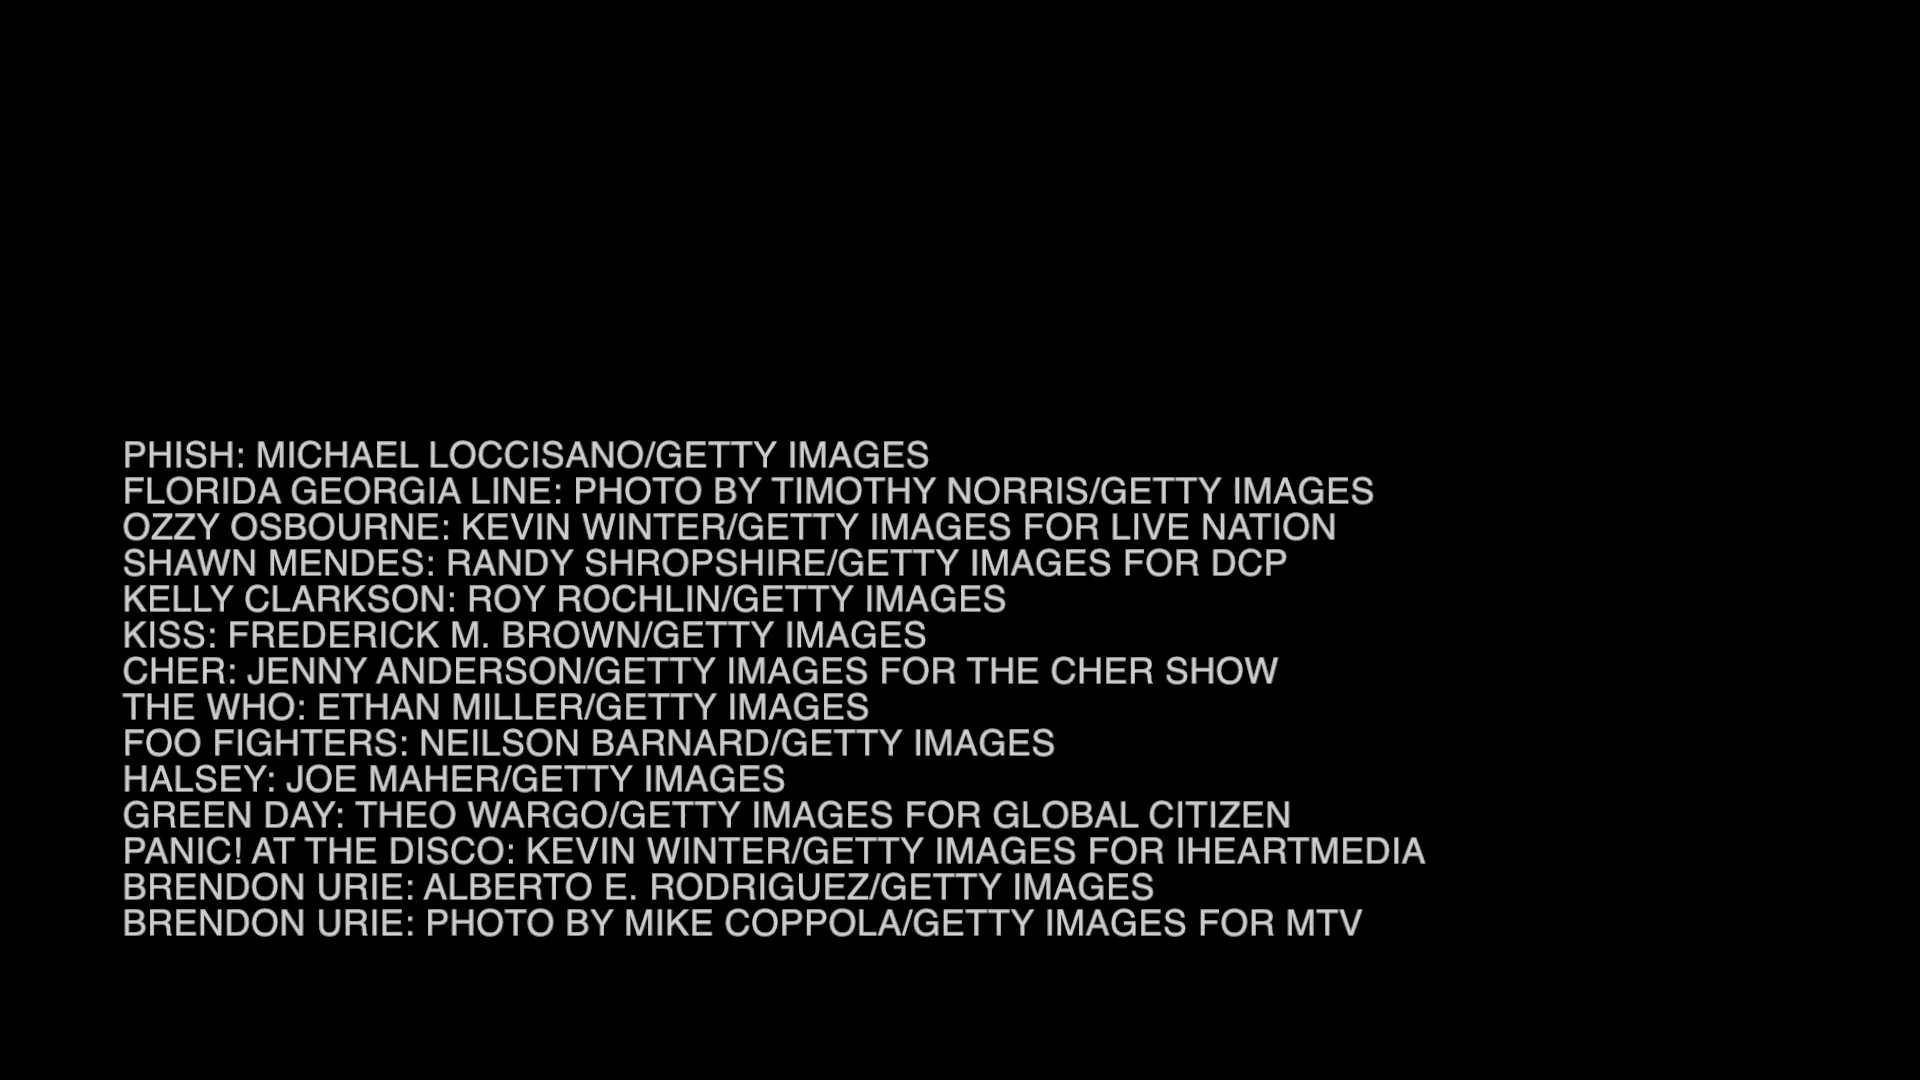 PHISH: MICHAEL LOCCISANO/GETTY IMAGES
FLORIDA GEORGIA LINE: PHOTO BY TIMOTHY NORRIS/GETTY IMAGES
OZZY OSBOURNE: KEVIN WINTER/GETTY IMAGES FOR LIVE NATION
SHAWN MENDES: RANDY SHROPSHIRE/GETTY IMAGES FOR DCP
KELLY CLARKSON: ROY ROCHLIN/GETTY IMAGES
KISS: FREDERICK M. BROWN/GETTY IMAGES
CHER: JENNY ANDERSON/GETTY IMAGES FOR THE CHER SHOW
THE WHO: ETHAN MILLER/GETTY IMAGES
FOO FIGHTERS: NEILSON BARNARD/GETTY IMAGES
HALSEY: JOE MAHER/GETTY IMAGES
GREEN DAY: THEO WARGO/GETTY IMAGES FOR GLOBAL CITIZEN
PANIC! AT THE DISCO: KEVIN WINTER/GETTY IMAGES FOR IHEARTMEDIA
BRENDON URIE: ALBERTO E. RODRIGUEZ/GETTY IMAGES
BRENDON URIE: PHOTO BY MIKE COPPOLA/GETTY IMAGES FOR MTV